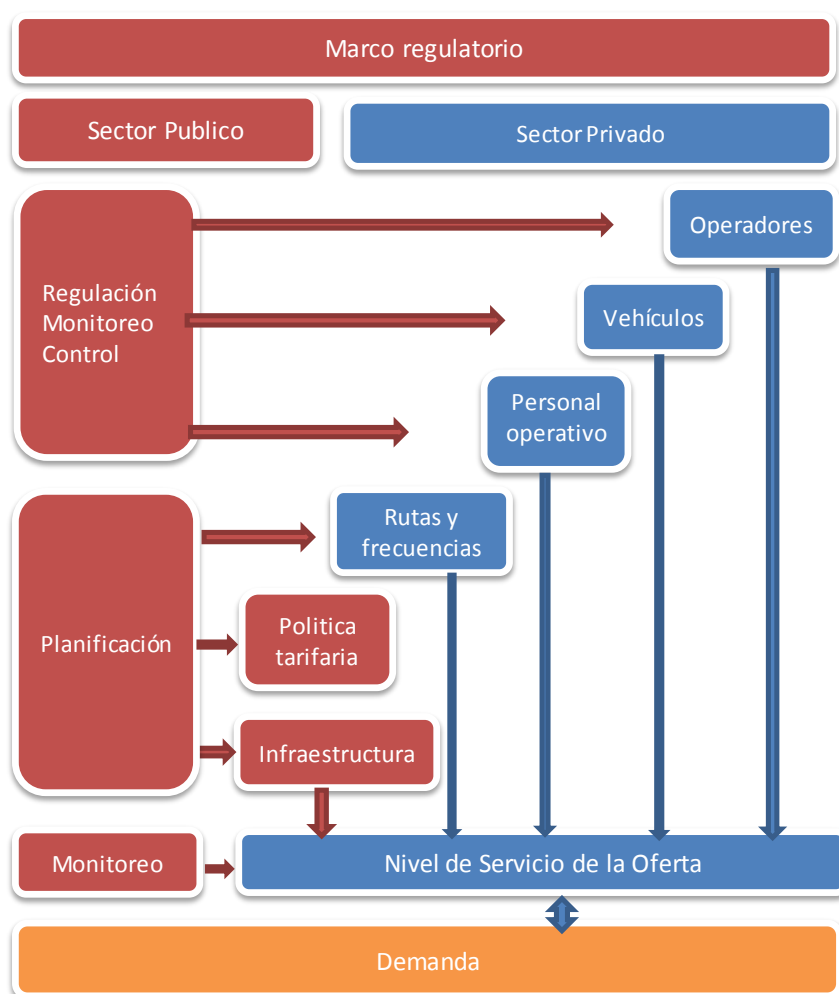 Marco regulatorio
Sector Publico
Sector Privado
Operadores
Regulación
Monitoreo
Control
Vehículos
Personal
operativo
Rutas y
frecuencias
Politica
tarifaria
Planificación
Infraestructura
Monitoreo
Nivel de Servicio de la Oferta
Demanda